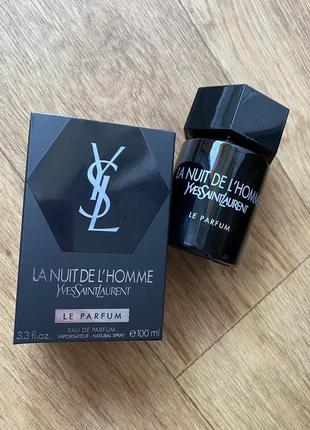 YSL
LA NUIT DE L'HOMME
YVESSAINTLAURENT
LE PARFUM
EAU DE PARFUM
3.3 fl.oz. VAPORISATEUR - NATURAL SPRAY ℮100 ml
LA NUIT DE L'HOMME
YVESSAINTLAURENT
LE PARFUM